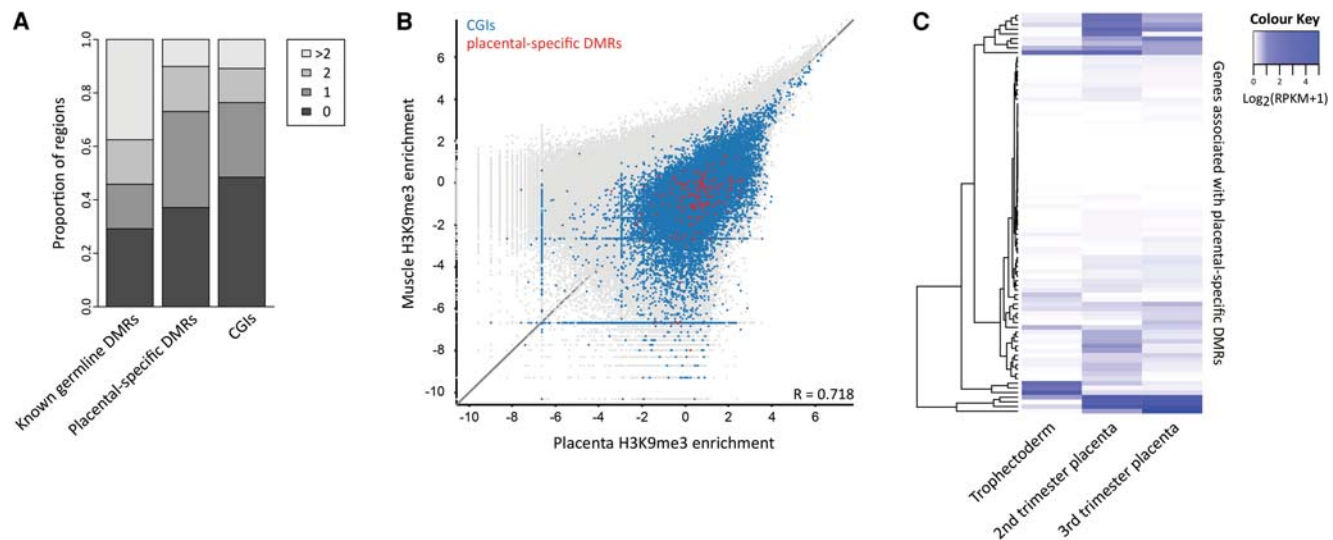 A
1.0
0.8
0.6
0.4
0.2
0.0
Proportion of regions
Known germline DMRs
Placental-specific DMRs
CGIs
>2
2
1
0
B
CGIs
placental-specific DMRs
6
4
2
0
-2
-4
-6
-8
-10
Muscle H3K9me3 enrichment
-10 -8 -6 -4 -2 0 2 4 6
Placenta H3K9me3 enrichment
R = 0.718
C
Trophectoderm
2nd trimester placenta
3rd trimester placenta
Genes associated with placental-specific DMRs
Colour Key
0 2 4
Log2(RPKM+1)